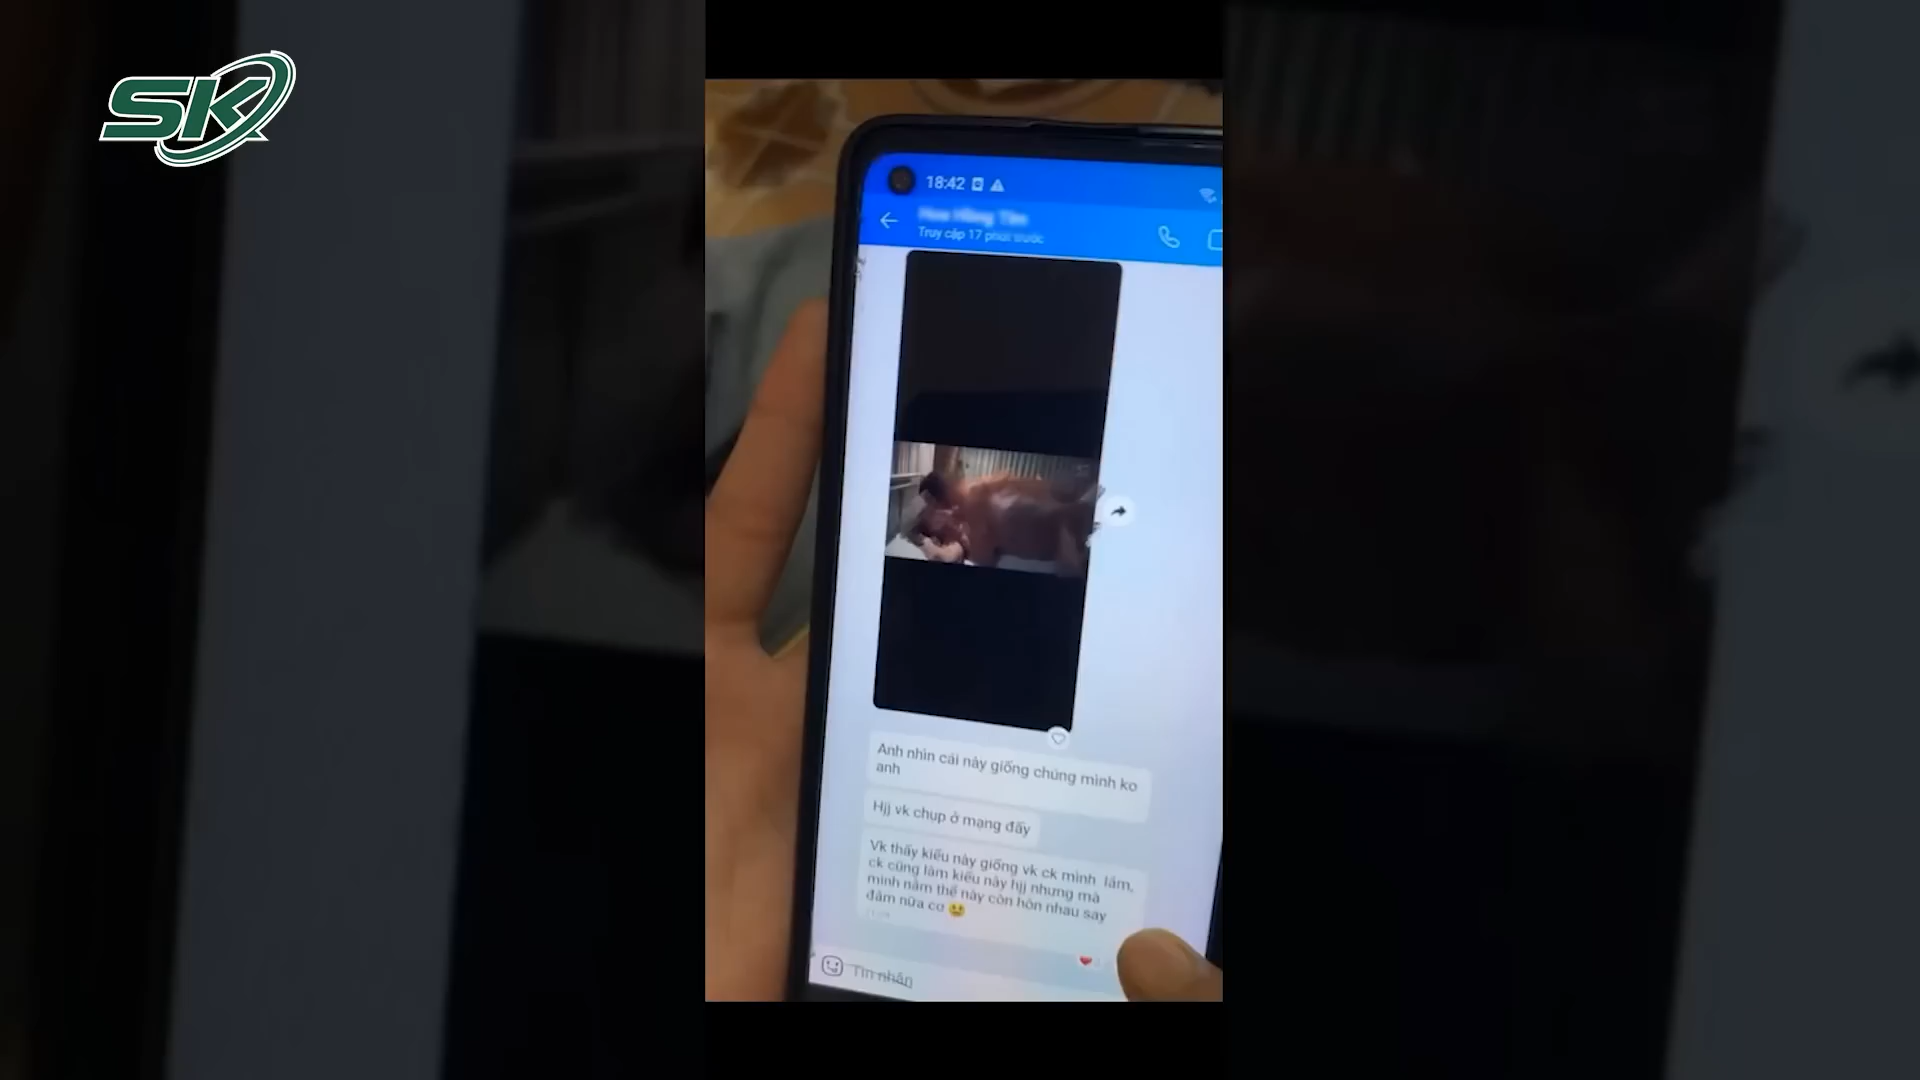 SK
18:42
Truy cập 17 phút trước
Anh nhìn cái này giống chúng mình ko
anh
Hjj vk chụp ở mạng đấy
Vk thấy kiểu này giống vk ck mình lắm,
ck cũng làm kiểu này hjj nhưng mà
mình nằm thế này còn hôn nhau say
đắm nữa cơ
Tin nhắn